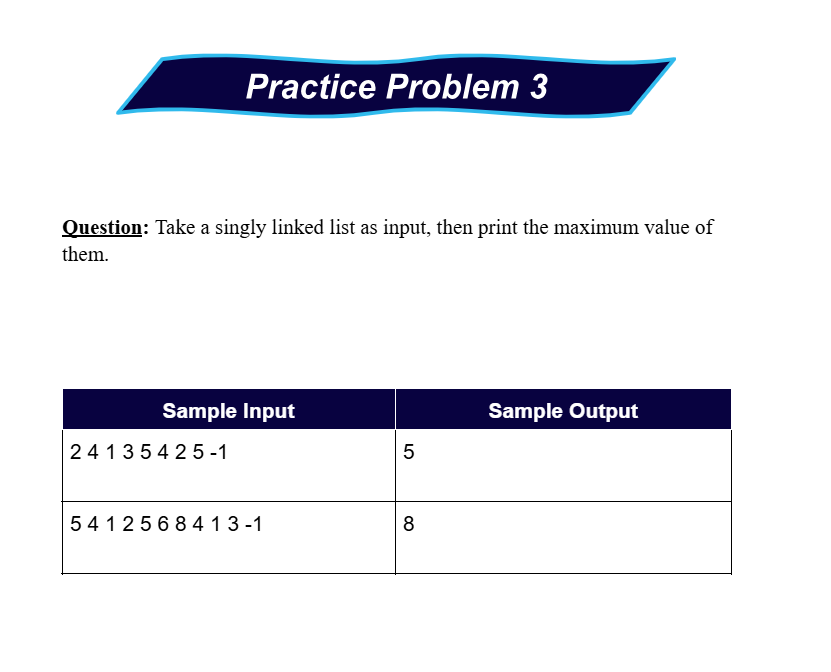 Practice Problem 3
Question: Take a singly linked list as input, then print the maximum value of
them.
Sample Input
Sample Output
2 4 1 3 5 4 2 5 -1
5
5 4 1 2 5 6 8 4 1 3 -1
8